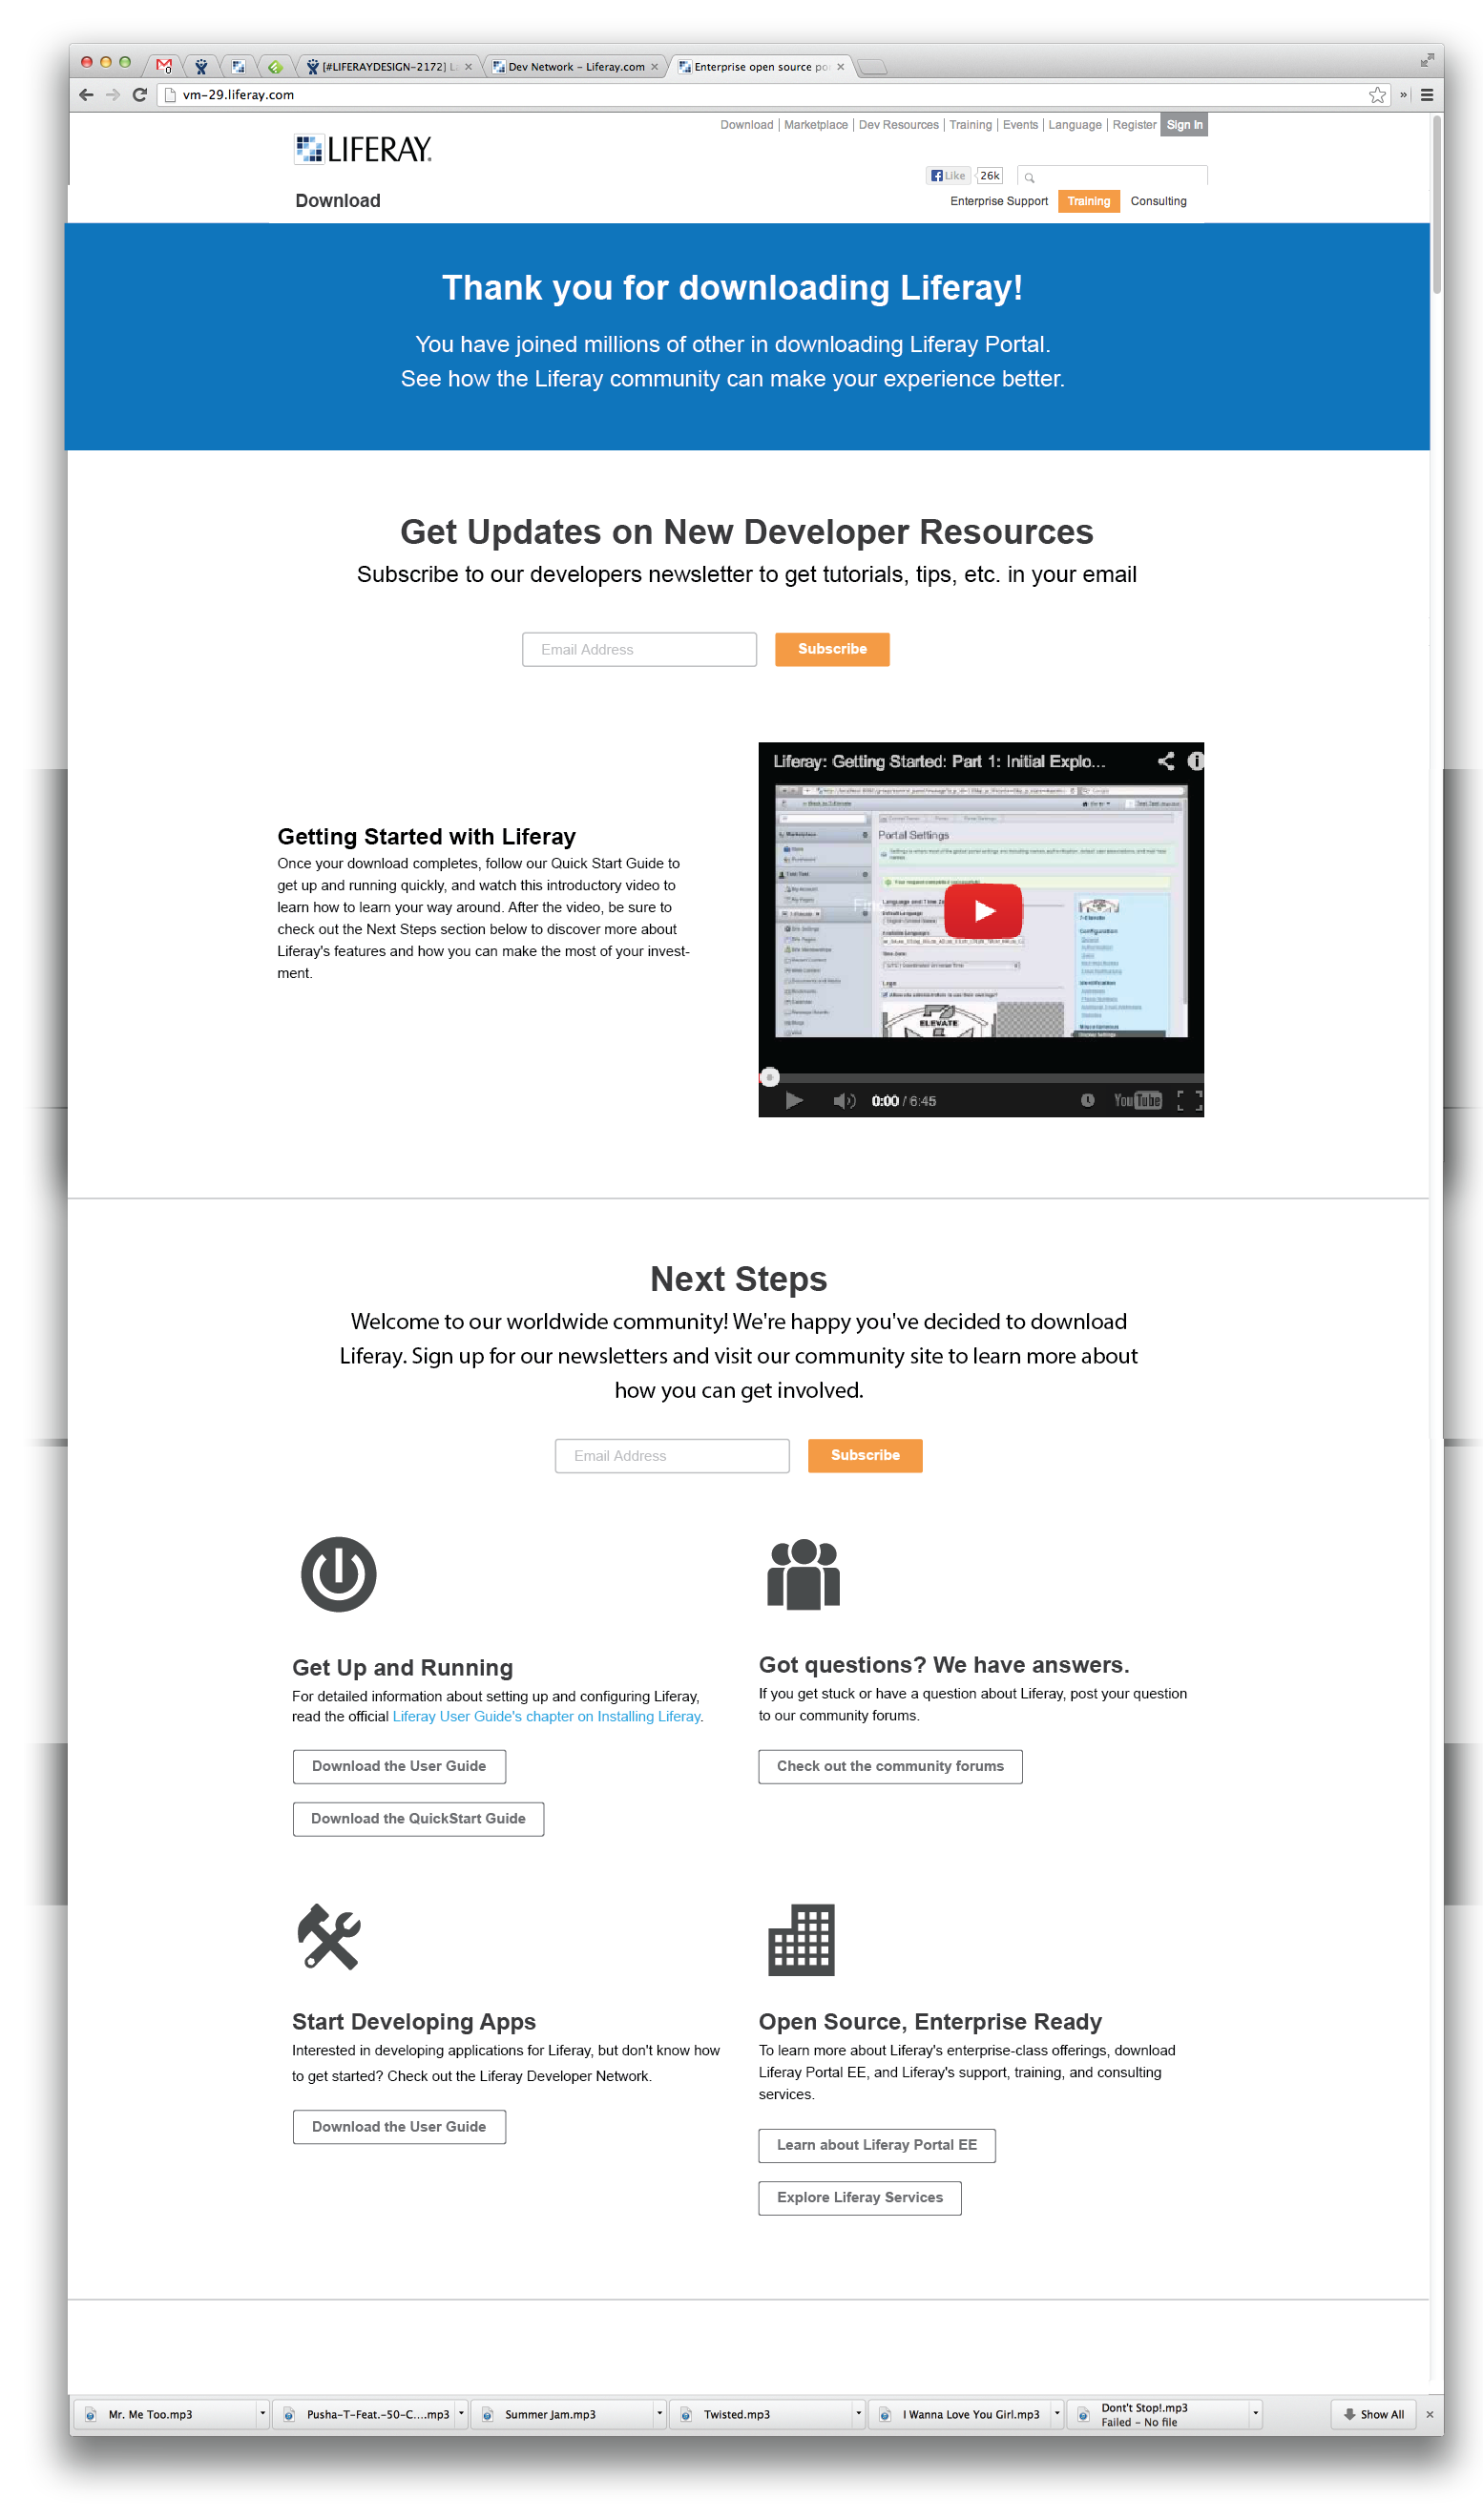 [#LIFERAYDESIGN-2172] L
Dev Network – Liferay.com
Enterprise open source po
vm-29.liferay.com
Download | Marketplace | Dev Resources | Training | Events | Language | Register Sign In
LIFERAY.
Like 26k
Download
Enterprise Support Training Consulting
Thank you for downloading Liferay!
You have joined millions of other in downloading Liferay Portal.
See how the Liferay community can make your experience better.
Get Updates on New Developer Resources
Subscribe to our developers newsletter to get tutorials, tips, etc. in your email
Email Address Subscribe
Liferay: Getting Started: Part 1: Initial Explo...
Portal Settings
ELEVATE
0:00 / 6:45
YouTube
Getting Started with Liferay
Once your download completes, follow our Quick Start Guide to
get up and running quickly, and watch this introductory video to
learn how to learn your way around. After the video, be sure to
check out the Next Steps section below to discover more about
Liferay's features and how you can make the most of your invest-
ment.
Next Steps
Welcome to our worldwide community! We're happy you've decided to download
Liferay. Sign up for our newsletters and visit our community site to learn more about
how you can get involved.
Email Address Subscribe
Get Up and Running
For detailed information about setting up and configuring Liferay,
read the official Liferay User Guide's chapter on Installing Liferay.
Download the User Guide
Download the QuickStart Guide
Got questions? We have answers.
If you get stuck or have a question about Liferay, post your question
to our community forums.
Check out the community forums
Start Developing Apps
Interested in developing applications for Liferay, but don't know how
to get started? Check out the Liferay Developer Network.
Download the User Guide
Open Source, Enterprise Ready
To learn more about Liferay's enterprise-class offerings, download
Liferay Portal EE, and Liferay's support, training, and consulting
services.
Learn about Liferay Portal EE
Explore Liferay Services
Mr. Me Too.mp3
Pusha-T-Feat.-50-C....mp3
Summer Jam.mp3
Twisted.mp3
I Wanna Love You Girl.mp3
Dont't Stop!.mp3
Failed – No file
Show All